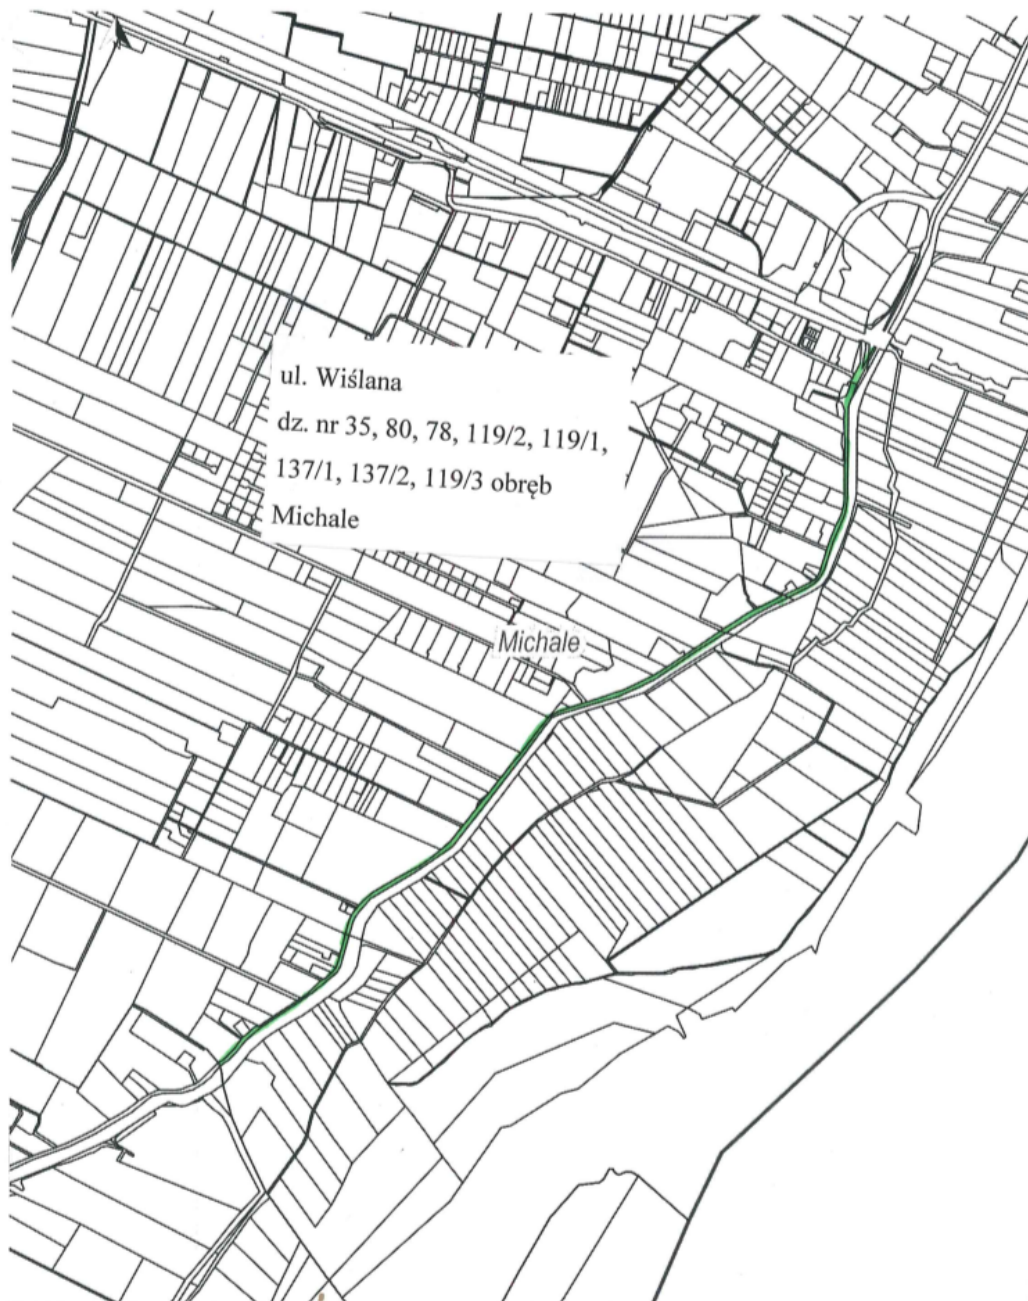 ul. Wiślana
dz. nr 35, 80, 78, 119/2, 119/1,
137/1, 137/2, 119/3 obręb
Michale
Michale